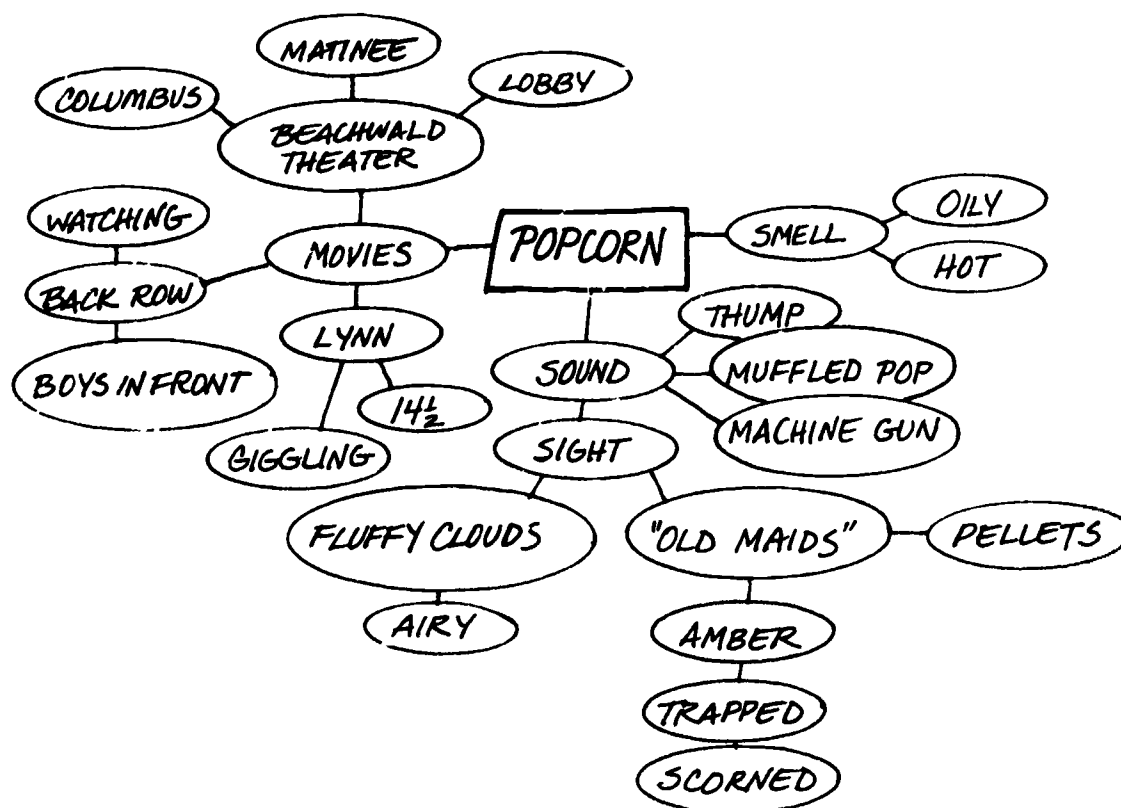 MATINEE
COLUMBUS
LOBBY
BEACHWALD
THEATER
WATCHING
MOVIES
POPCORN
SMELL
OILY
HOT
BACK ROW
LYNN
THUMP
BOYS IN FRONT
SOUND
MUFFLED POP
14½
MACHINE GUN
GIGGLING
SIGHT
FLUFFY CLOUDS
"OLD MAIDS"
PELLETS
AIRY
AMBER
TRAPPED
SCORNED